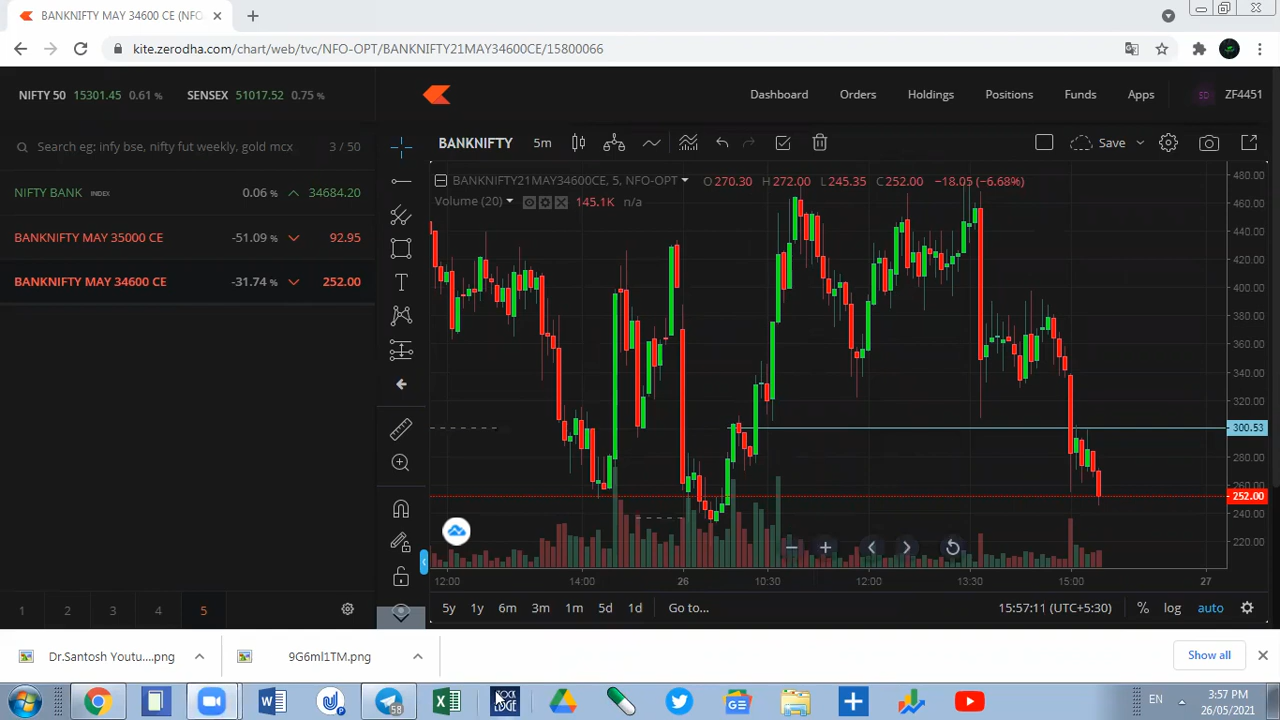 BANKNIFTY MAY 34600 CE (NFO-
kite.zerodha.com/chart/web/tvc/NFO-OPT/BANKNIFTY21MAY34600CE/15800066
NIFTY 50 15301.45 0.61 % SENSEX 51017.52 0.75 %
Dashboard Orders Holdings Positions Funds Apps SD ZF4451
Search eg: infy bse, nifty fut weekly, gold mcx 3 / 50
BANKNIFTY 5m Save
NIFTY BANK INDEX 0.06 % 34684.20
BANKNIFTY MAY 35000 CE -51.09 % 92.95
BANKNIFTY MAY 34600 CE -31.74 % 252.00
BANKNIFTY21MAY34600CE, 5, NFO-OPT O 270.30 H 272.00 L 245.35 C 252.00 −18.05 (−6.68%)
Volume (20) 145.1K n/a
T
480.00
460.00
440.00
420.00
400.00
380.00
360.00
340.00
320.00
300.53
280.00
260.00
252.00
240.00
220.00
12:00 14:00 26 10:30 12:00 13:30 15:00 27
1 2 3 4 5
5y 1y 6m 3m 1m 5d 1d Go to... 15:57:11 (UTC+5:30) % log auto
Dr.Santosh Youtu....png 9G6ml1TM.png Show all
58
EN 3:57 PM
26/05/2021